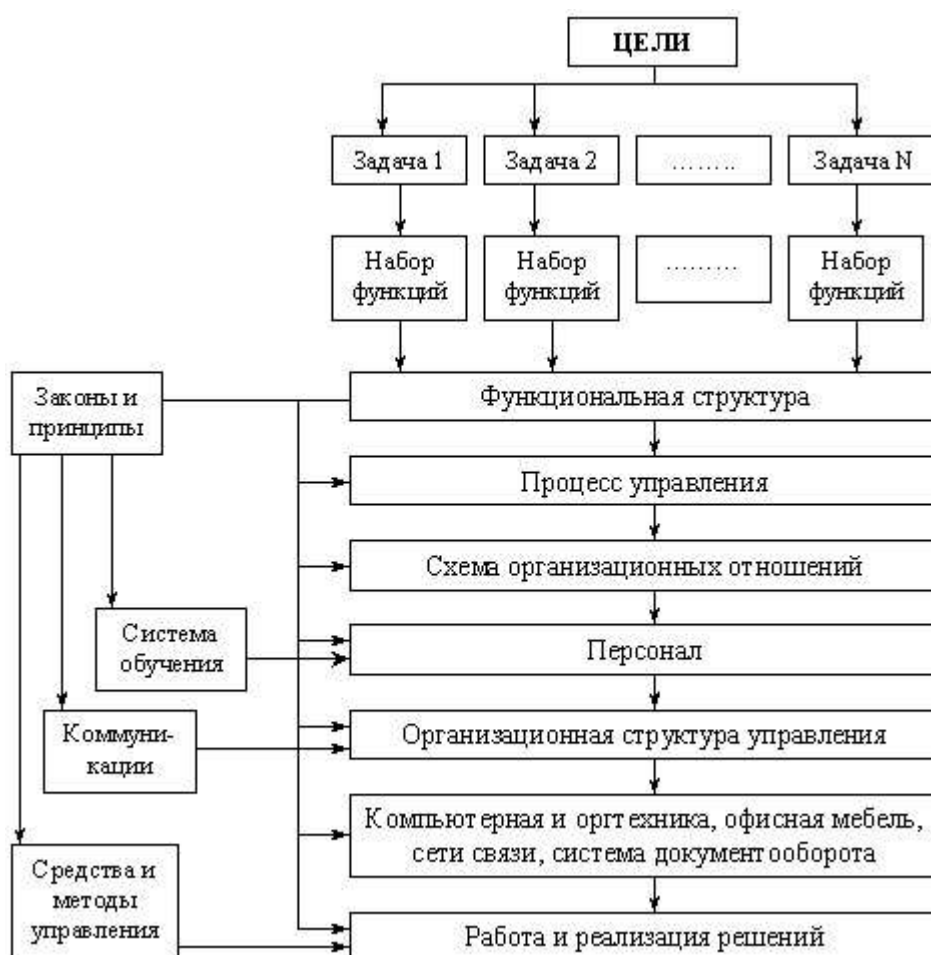 ЦЕЛИ
Задача 1
Задача 2
........
Задача N
Набор
функций
Набор
функций
.........
Набор
функций
Законы и
принципы
Функциональная структура
Процесс управления
Схема организационных отношений
Система
обучения
Персонал
Коммуни-
кации
Организационная структура управления
Компьютерная и оргтехника, офисная мебель,
сети связи, система документооборота
Средства и
методы
управления
Работа и реализация решений